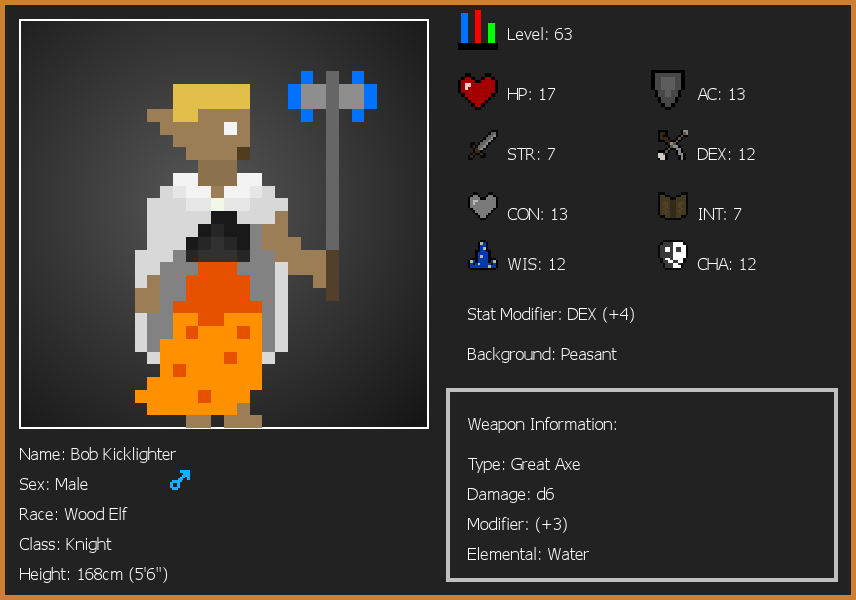 Level: 63
HP: 17
AC: 13
STR: 7
DEX: 12
CON: 13
INT: 7
WIS: 12
CHA: 12
Stat Modifier: DEX (+4)
Background: Peasant
Weapon Information:
Type: Great Axe
Damage: d6
Modifier: (+3)
Elemental: Water
Name: Bob Kicklighter
Sex: Male
Race: Wood Elf
Class: Knight
Height: 168cm (5'6")